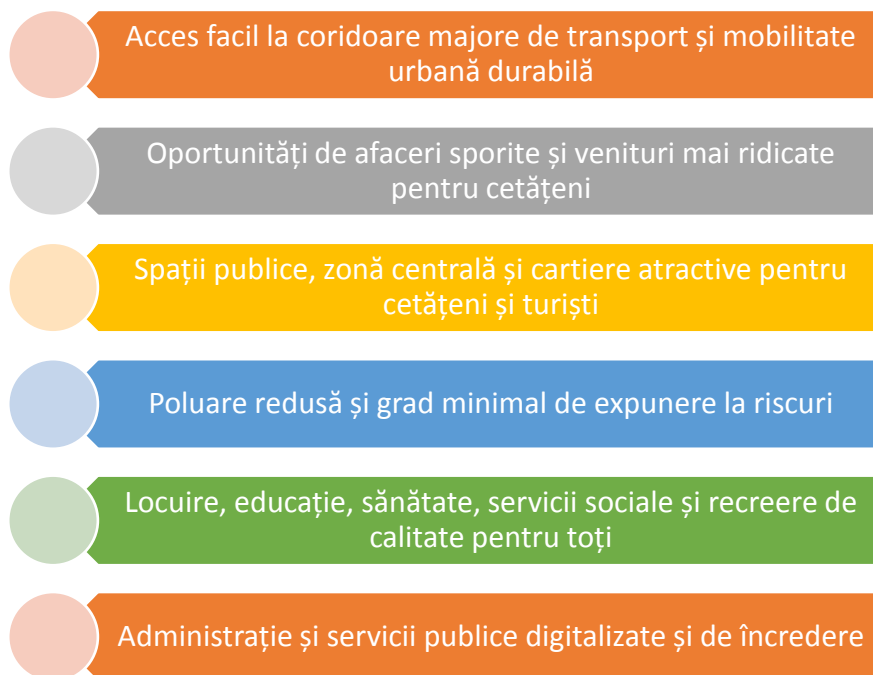 Acces facil la coridoare majore de transport și mobilitate
urbană durabilă
Oportunități de afaceri sporite și venituri mai ridicate
pentru cetățeni
Spații publice, zonă centrală și cartiere atractive pentru
cetățeni și turiști
Poluare redusă și grad minimal de expunere la riscuri
Locuire, educație, sănătate, servicii sociale și recreere de
calitate pentru toți
Administrație și servicii publice digitalizate și de încredere